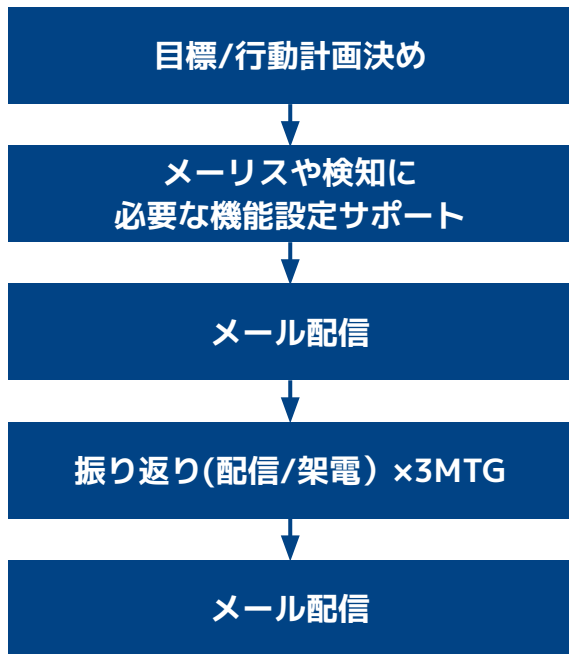 目標/行動計画決め
メーリスや検知に
必要な機能設定サポート
メール配信
振り返り(配信/架電）×3MTG
メール配信